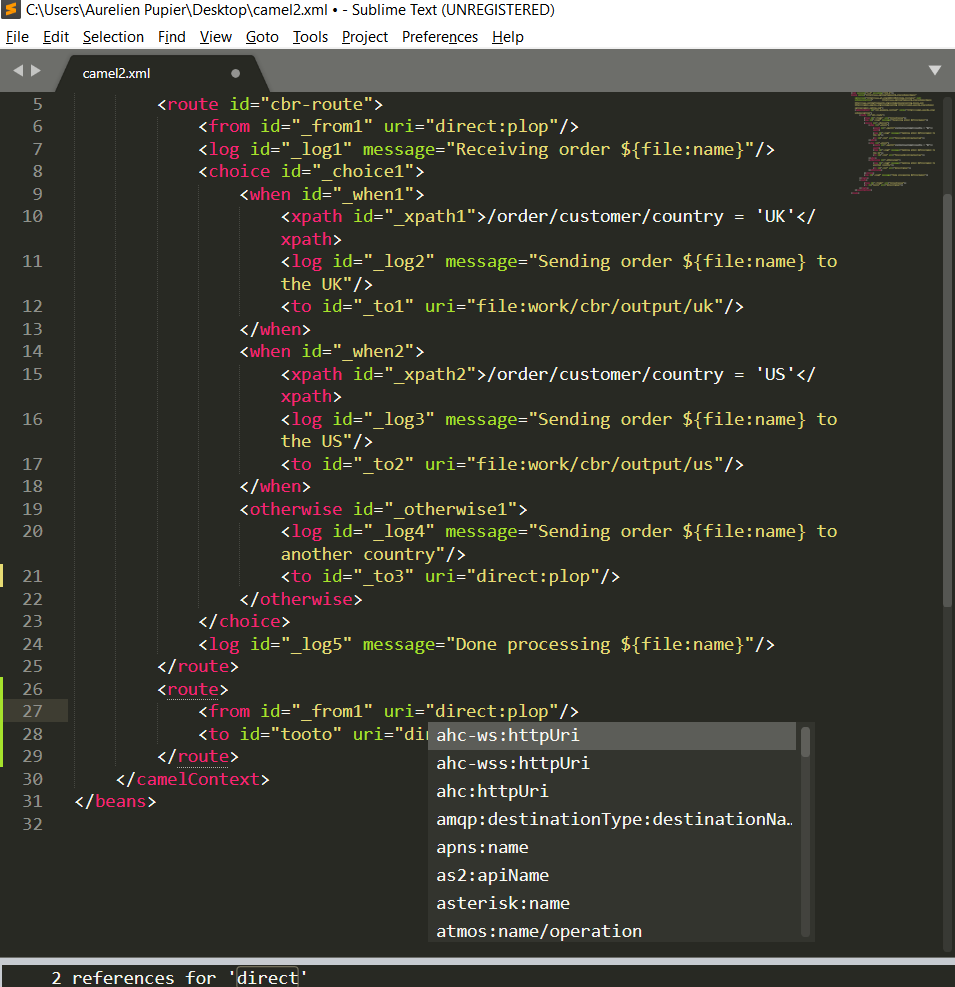 C:\Users\Aurelien Pupier\Desktop\camel2.xml • - Sublime Text (UNREGISTERED)
File Edit Selection Find View Goto Tools Project Preferences Help
camel2.xml
5 <route id="cbr-route">
6 <from id="_from1" uri="direct:plop"/>
7 <log id="_log1" message="Receiving order ${file:name}"/>
8 <choice id="_choice1">
9 <when id="_when1">
10 <xpath id="_xpath1">/order/customer/country = 'UK'</
xpath>
11 <log id="_log2" message="Sending order ${file:name} to
the UK"/>
12 <to id="_to1" uri="file:work/cbr/output/uk"/>
13 </when>
14 <when id="_when2">
15 <xpath id="_xpath2">/order/customer/country = 'US'</
xpath>
16 <log id="_log3" message="Sending order ${file:name} to
the US"/>
17 <to id="_to2" uri="file:work/cbr/output/us"/>
18 </when>
19 <otherwise id="_otherwise1">
20 <log id="_log4" message="Sending order ${file:name} to
another country"/>
21 <to id="_to3" uri="direct:plop"/>
22 </otherwise>
23 </choice>
24 <log id="_log5" message="Done processing ${file:name}"/>
25 </route>
26 <route>
27 <from id="_from1" uri="direct:plop"/>
28 <to id="tooto" uri="dir
29 </route>
30 </camelContext>
31 </beans>
32
ahc-ws:httpUri
ahc-wss:httpUri
ahc:httpUri
amqp:destinationType:destinationNa…
apns:name
as2:apiName
asterisk:name
atmos:name/operation
2 references for 'direct'